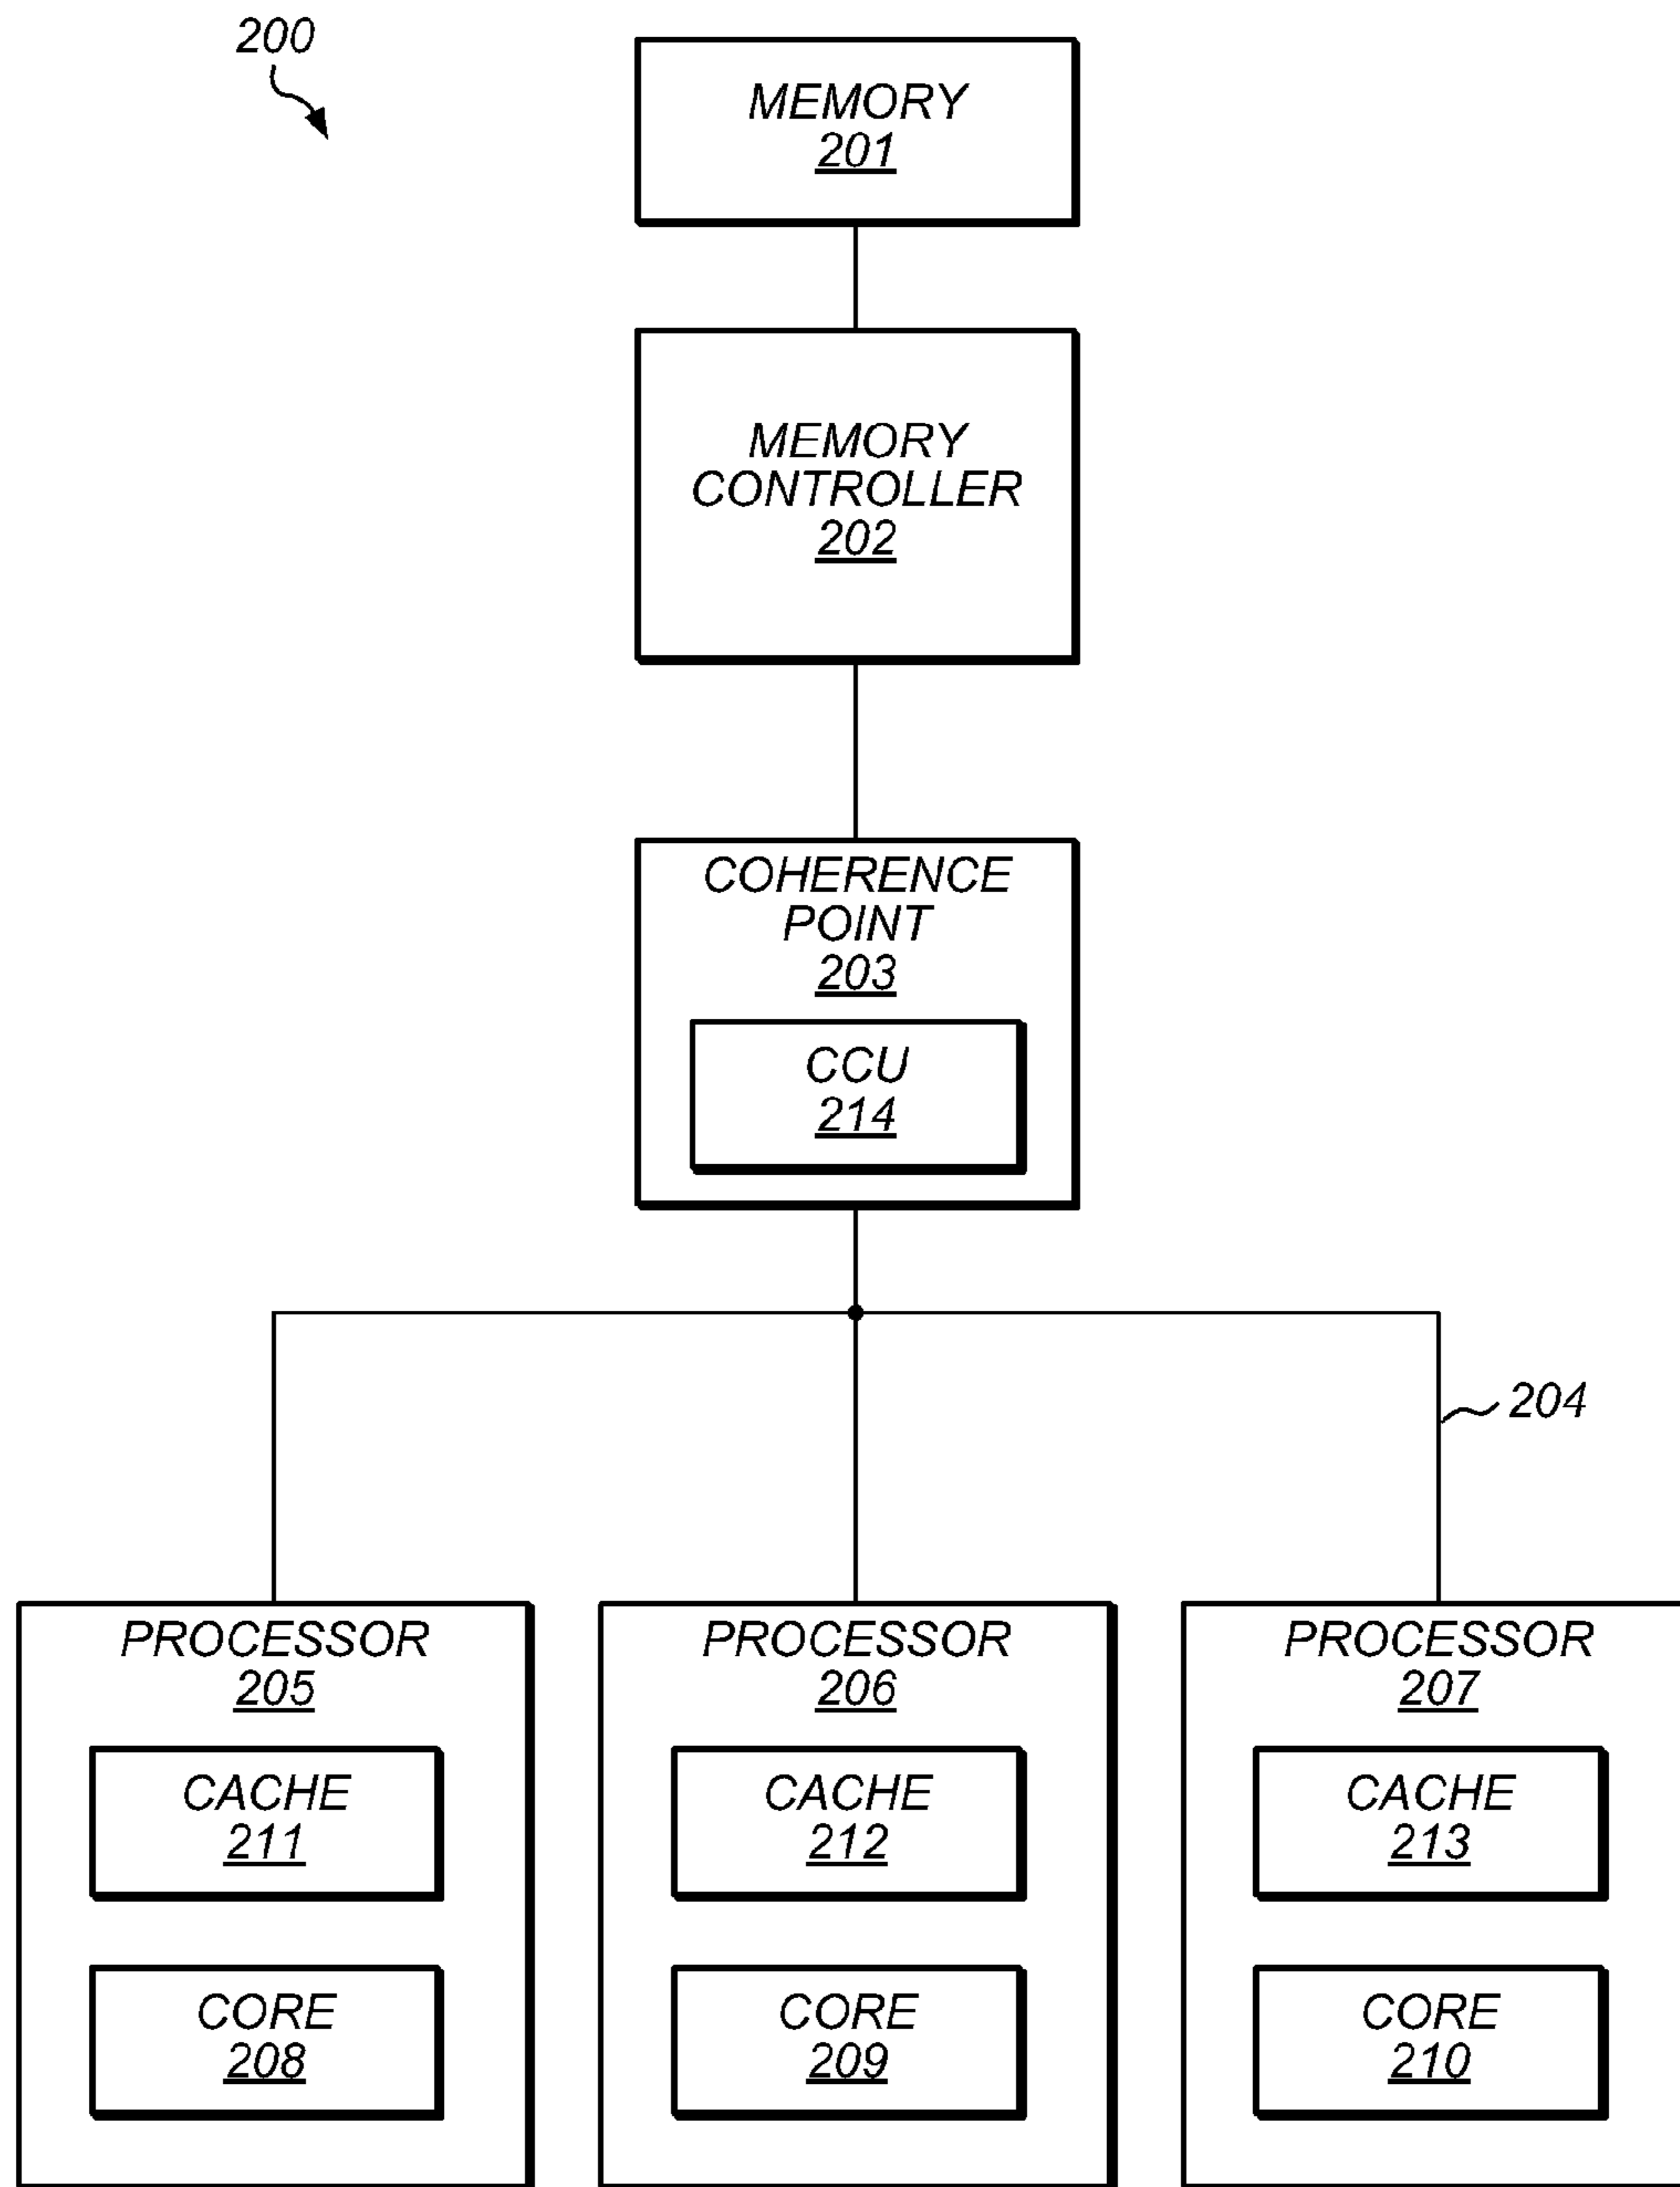 200
MEMORY
201
MEMORY
CONTROLLER
202
COHERENCE
POINT
203
CCU
214
204
PROCESSOR
205
CACHE
211
CORE
208
PROCESSOR
206
CACHE
212
CORE
209
PROCESSOR
207
CACHE
213
CORE
210